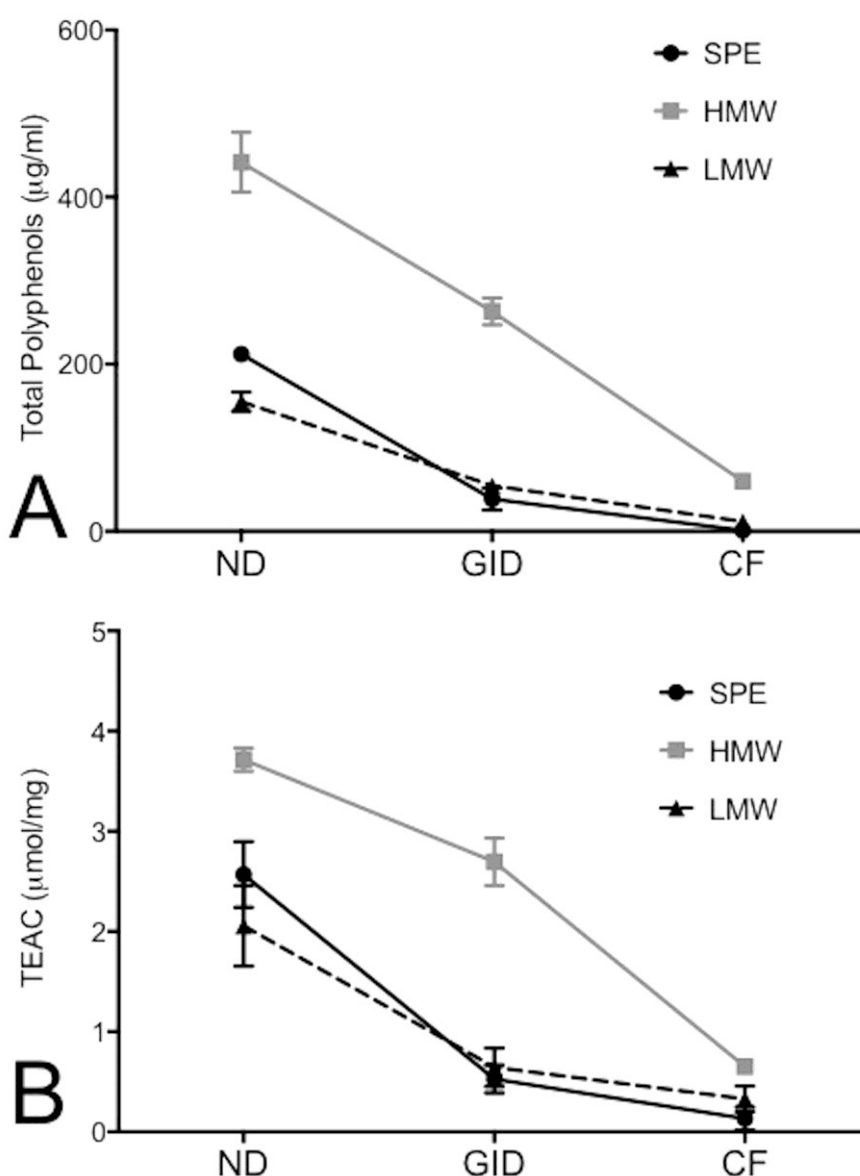 600
400
200
0
Total Polyphenols (μg/ml)
SPE
HMW
LMW
A
ND GID CF
5
4
3
2
1
0
TEAC (μmol/mg)
SPE
HMW
LMW
B
ND GID CF